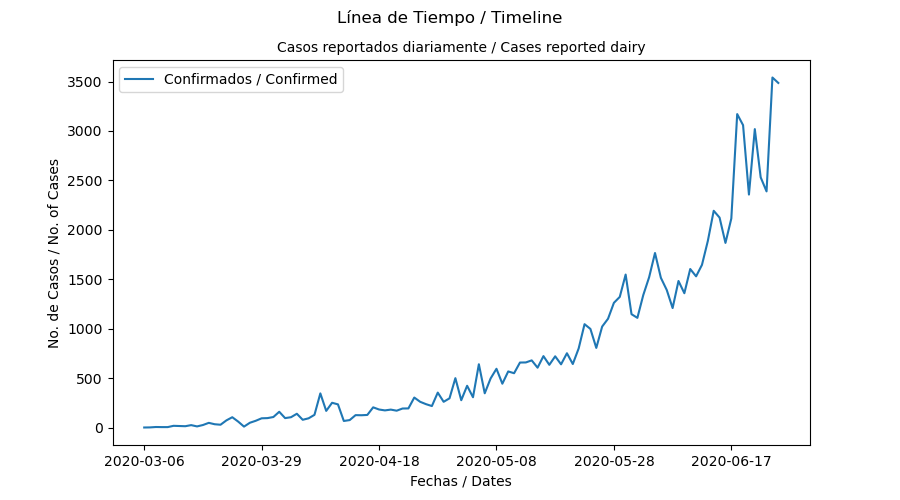 Línea de Tiempo / Timeline
Casos reportados diariamente / Cases reported dairy
Confirmados / Confirmed
No. de Casos / No. of Cases
3500
3000
2500
2000
1500
1000
500
0
2020-03-06 2020-03-29 2020-04-18 2020-05-08 2020-05-28 2020-06-17
Fechas / Dates